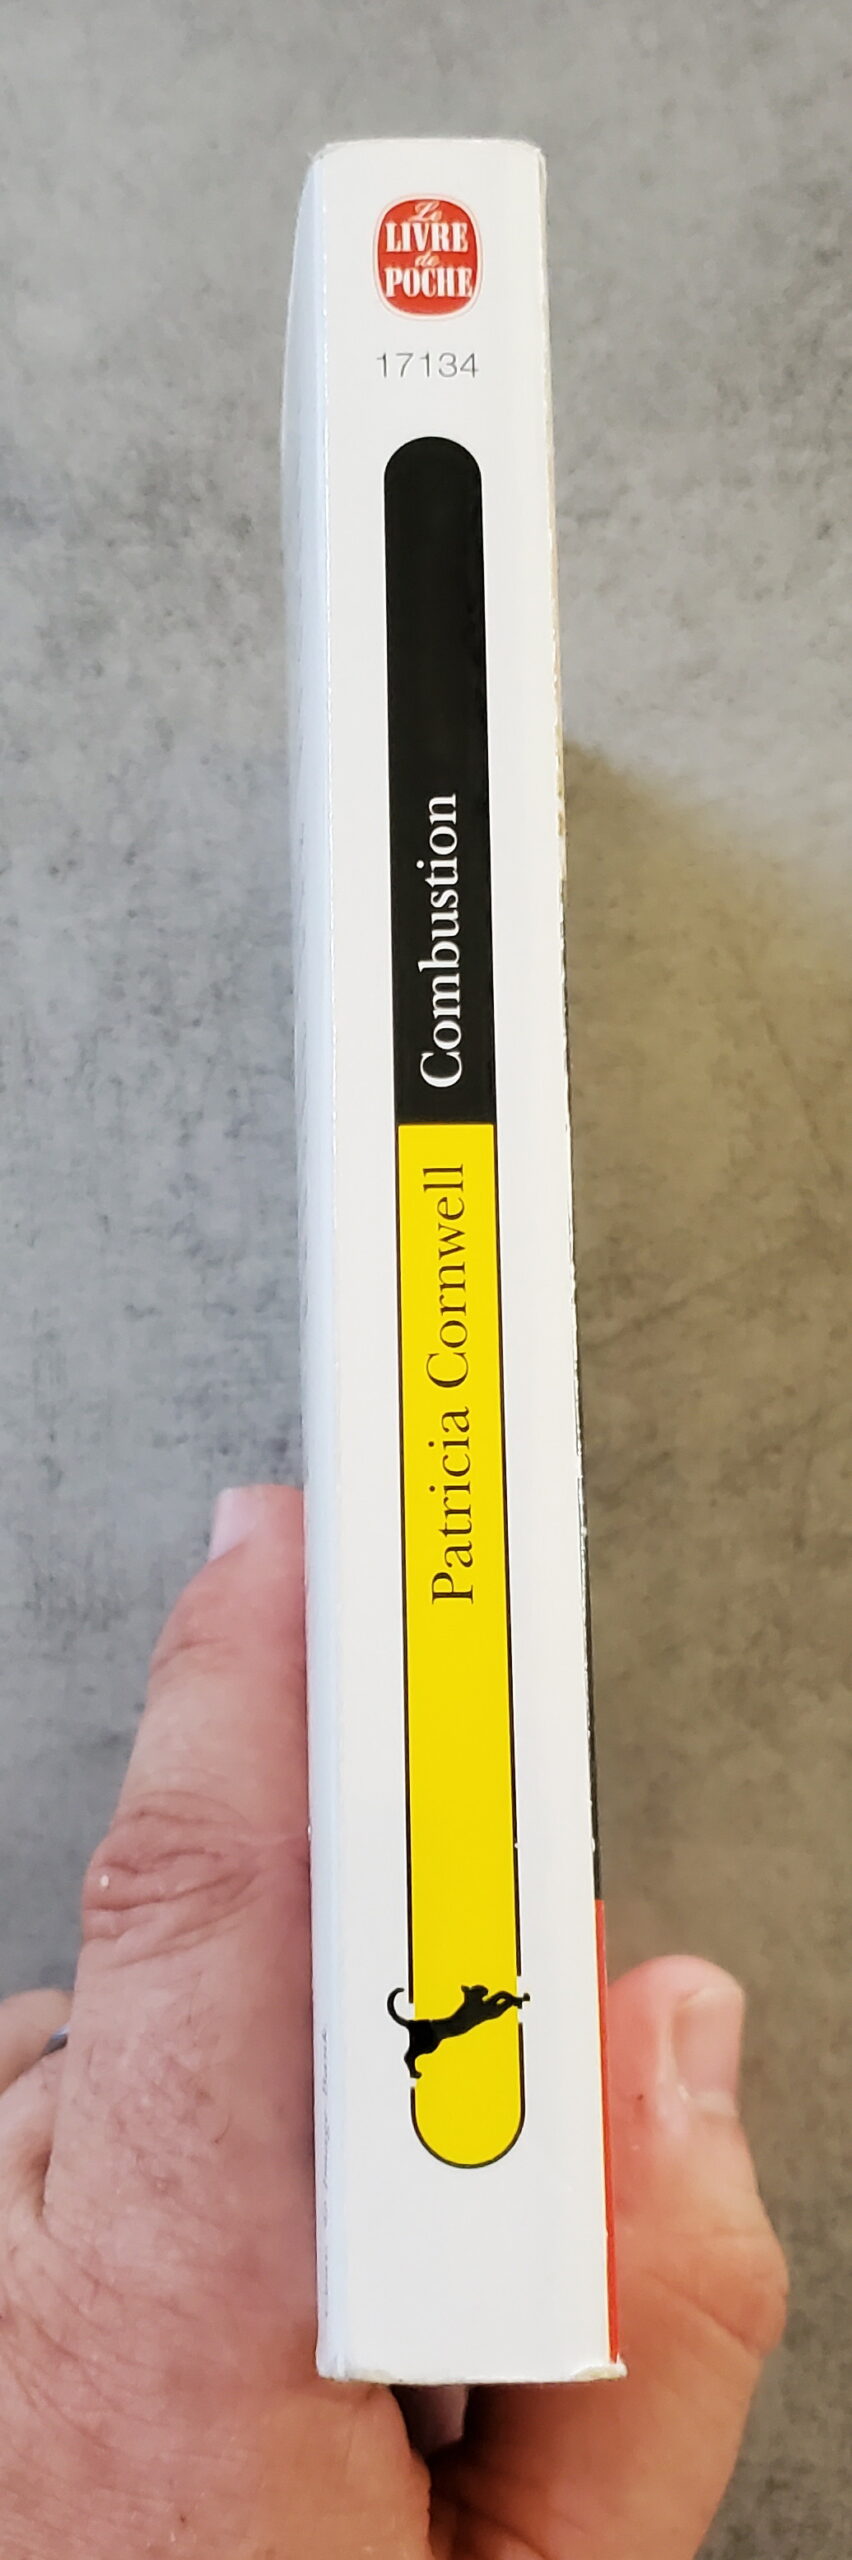 Le
LIVRE
de
POCHE
17134
Combustion
Patricia Cornwell